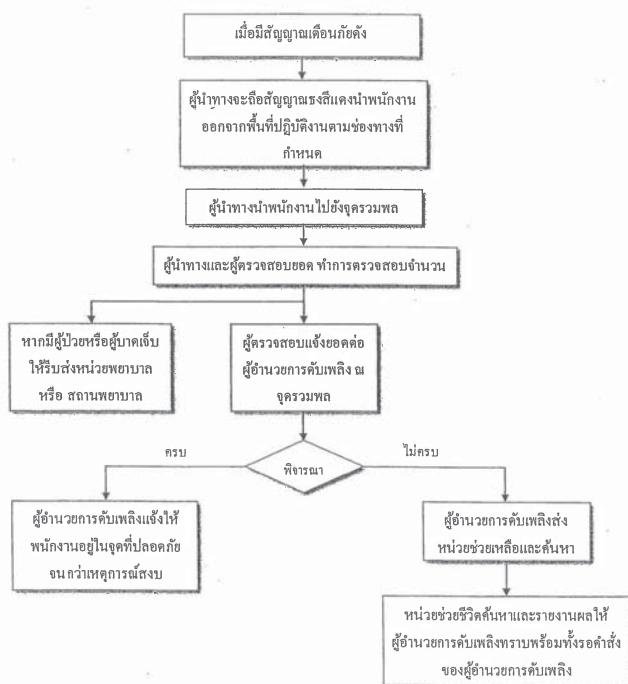 เมื่อมีสัญญาณเตือนภัยดัง
ผู้นำทางจะถือสัญญาณธงสีแดงนำพนักงาน
ออกจากพื้นที่ปฏิบัติงานตามช่องทางที่
กำหนด
ผู้นำทางนำพนักงานไปยังจุดรวมพล
ผู้นำทางและผู้ตรวจสอบยอด ทำการตรวจสอบจำนวน
หากมีผู้ป่วยหรือผู้บาดเจ็บ
ให้รีบส่งหน่วยพยาบาล
หรือ สถานพยาบาล
ผู้ตรวจสอบแจ้งยอดต่อ
ผู้อำนวยการดับเพลิง ณ
จุดรวมพล
ครบ
พิจารณา
ไม่ครบ
ผู้อำนวยการดับเพลิงแจ้งให้
พนักงานอยู่ในจุดที่ปลอดภัย
จนกว่าเหตุการณ์สงบ
ผู้อำนวยการดับเพลิงส่ง
หน่วยช่วยเหลือและค้นหา
หน่วยช่วยชีวิตค้นหาและรายงานผลให้
ผู้อำนวยการดับเพลิงทราบพร้อมทั้งรอคำสั่ง
ของผู้อำนวยการดับเพลิง